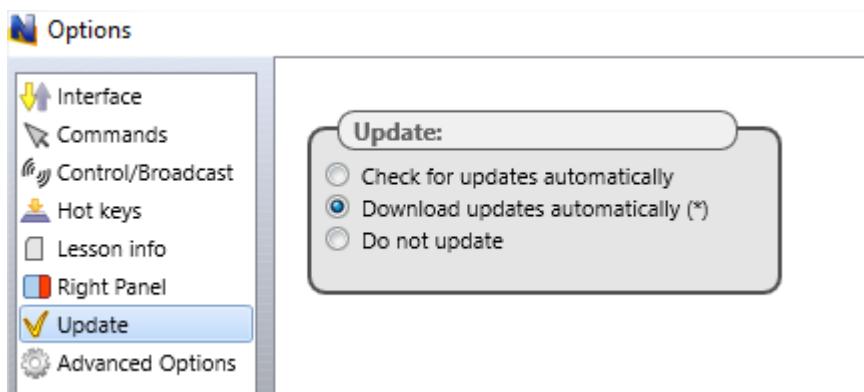 Options
Interface
Commands
Control/Broadcast
Hot keys
Lesson info
Right Panel
Update
Advanced Options
Update:
Check for updates automatically
Download updates automatically (*)
Do not update